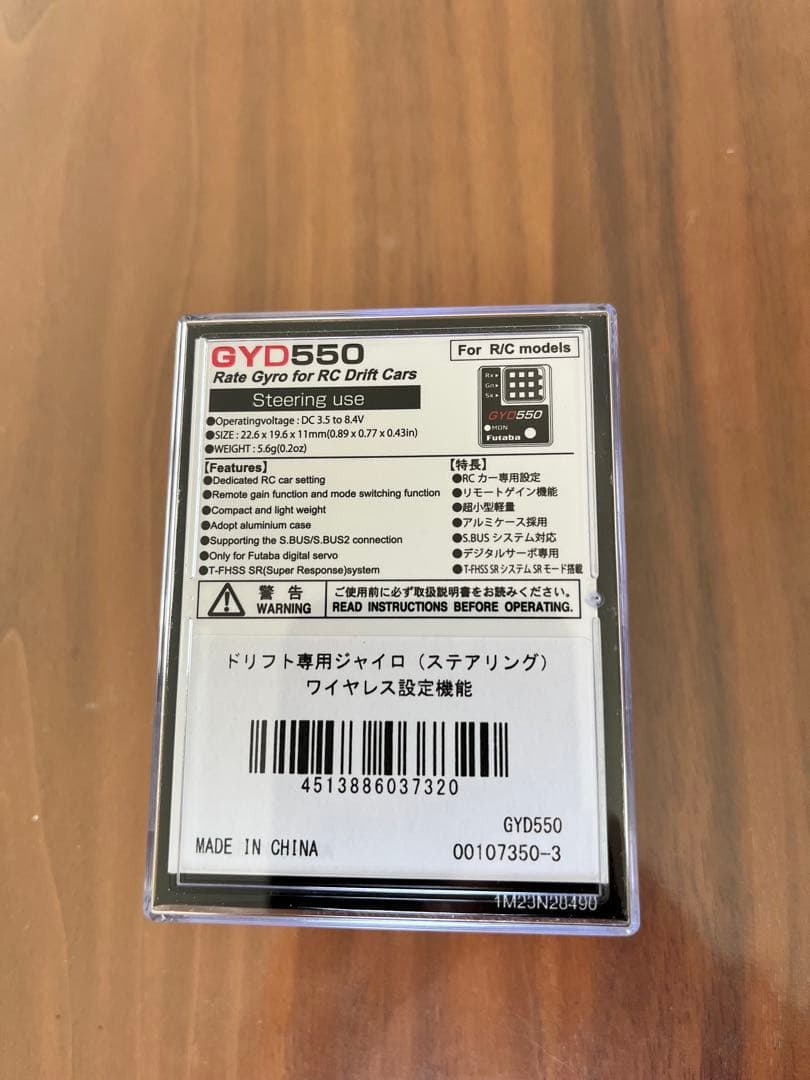 GYD550
For R/C models
Rate Gyro for RC Drift Cars
Steering use
●Operatingvoltage : DC 3.5 to 8.4V
●SIZE : 22.6 x 19.6 x 11mm(0.89 x 0.77 x 0.43in)
●WEIGHT : 5.6g(0.2oz)
Rx
Gn
Sx
GYD550
MON
Futaba
【Features】
●Dedicated RC car setting
●Remote gain function and mode switching function
●Compact and light weight
●Adopt aluminium case
●Supporting the S.BUS/S.BUS2 connection
●Only for Futaba digital servo
●T-FHSS SR(Super Response)system
【特長】
●RCカー専用設定
●リモートゲイン機能
●超小型軽量
●アルミケース採用
●S.BUS システム対応
●デジタルサーボ専用
●T-FHSS SRシステム SRモード搭載
警告
WARNING
ご使用前に必ず取扱説明書をお読みください。
READ INSTRUCTIONS BEFORE OPERATING.
ドリフト専用ジャイロ（ステアリング）
ワイヤレス設定機能
4513886037320
GYD550
MADE IN CHINA
00107350-3
1M23N28490